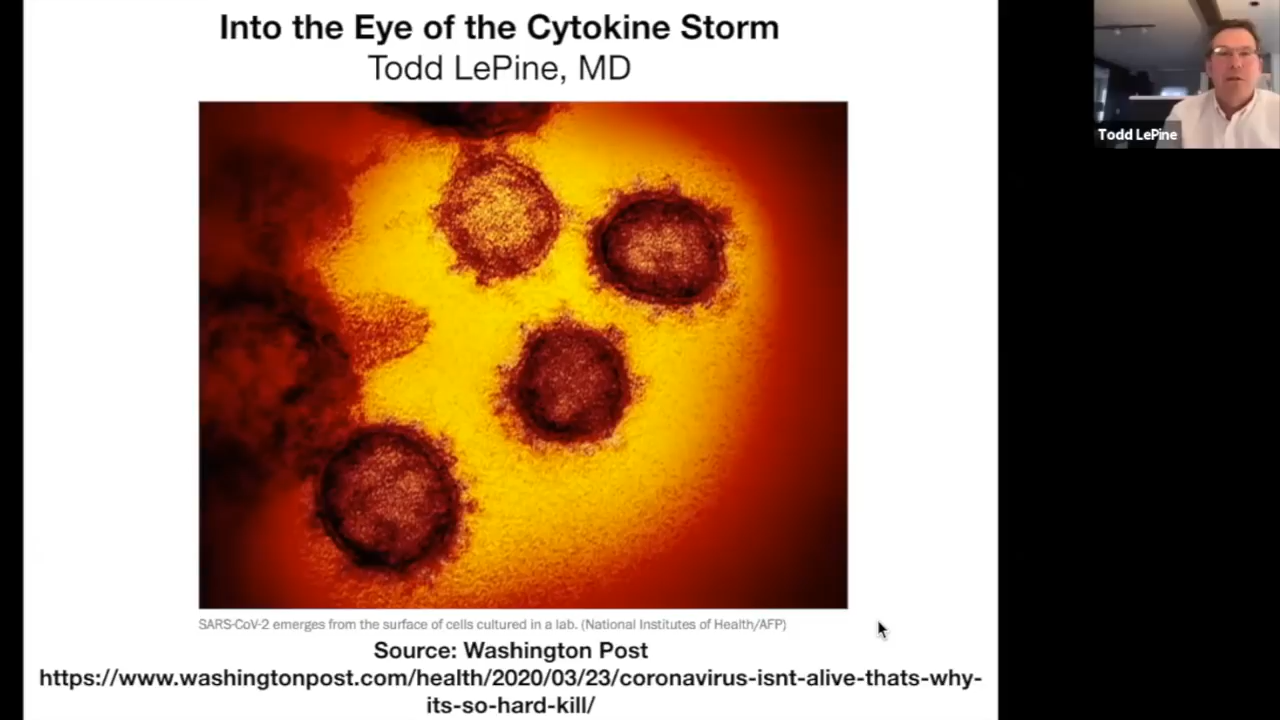 Into the Eye of the Cytokine Storm
Todd LePine, MD
Todd LePine
SARS-CoV-2 emerges from the surface of cells cultured in a lab. (National Institutes of Health/AFP)
Source: Washington Post
https://www.washingtonpost.com/health/2020/03/23/coronavirus-isnt-alive-thats-why-
its-so-hard-kill/